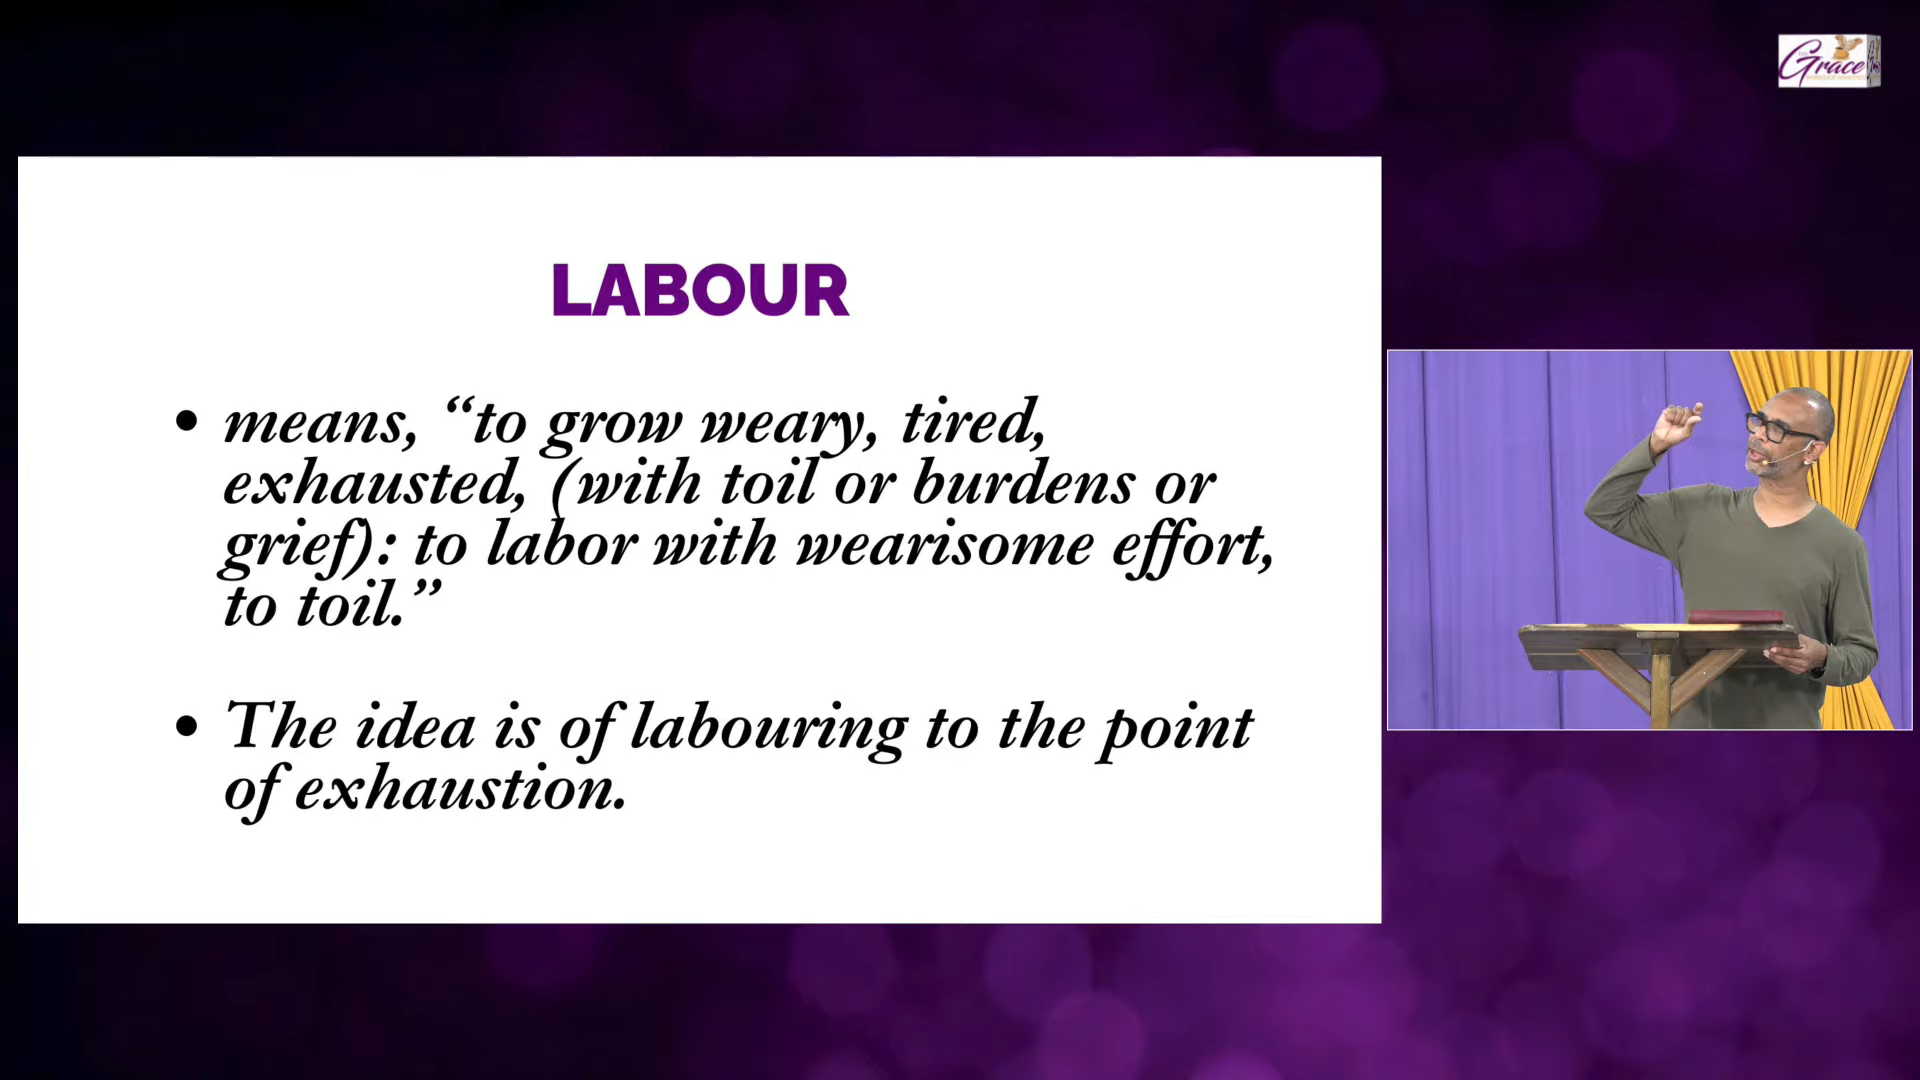 Grace
LABOUR
• means, “to grow weary, tired,
exhausted, (with toil or burdens or
grief): to labor with wearisome effort,
to toil.”
• The idea is of labouring to the point
of exhaustion.